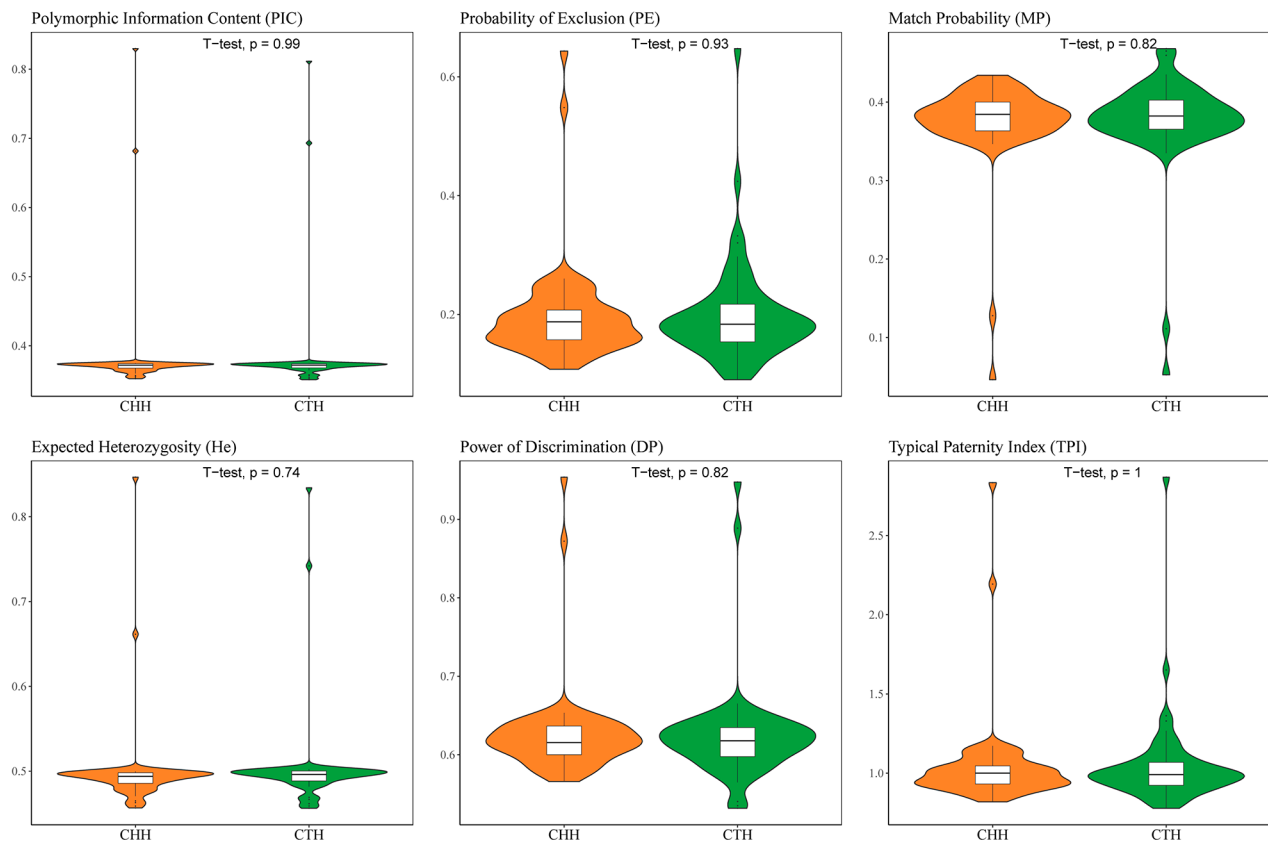 Polymorphic Information Content (PIC)
T-test, p = 0.99
0.8
0.7
0.6
0.5
0.4
CHH
CTH
Probability of Exclusion (PE)
T-test, p = 0.93
0.6
0.4
0.2
CHH
CTH
Match Probability (MP)
T-test, p = 0.82
0.4
0.3
0.2
0.1
CHH
CTH
Expected Heterozygosity (He)
T-test, p = 0.74
0.8
0.7
0.6
0.5
CHH
CTH
Power of Discrimination (DP)
T-test, p = 0.82
0.9
0.8
0.7
0.6
CHH
CTH
Typical Paternity Index (TPI)
T-test, p = 1
2.5
2.0
1.5
1.0
CHH
CTH